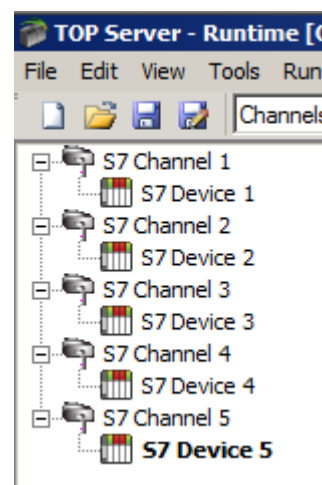 TOP Server - Runtime [
File Edit View Tools Run
Channels
S7 Channel 1
S7 Device 1
S7 Channel 2
S7 Device 2
S7 Channel 3
S7 Device 3
S7 Channel 4
S7 Device 4
S7 Channel 5
S7 Device 5